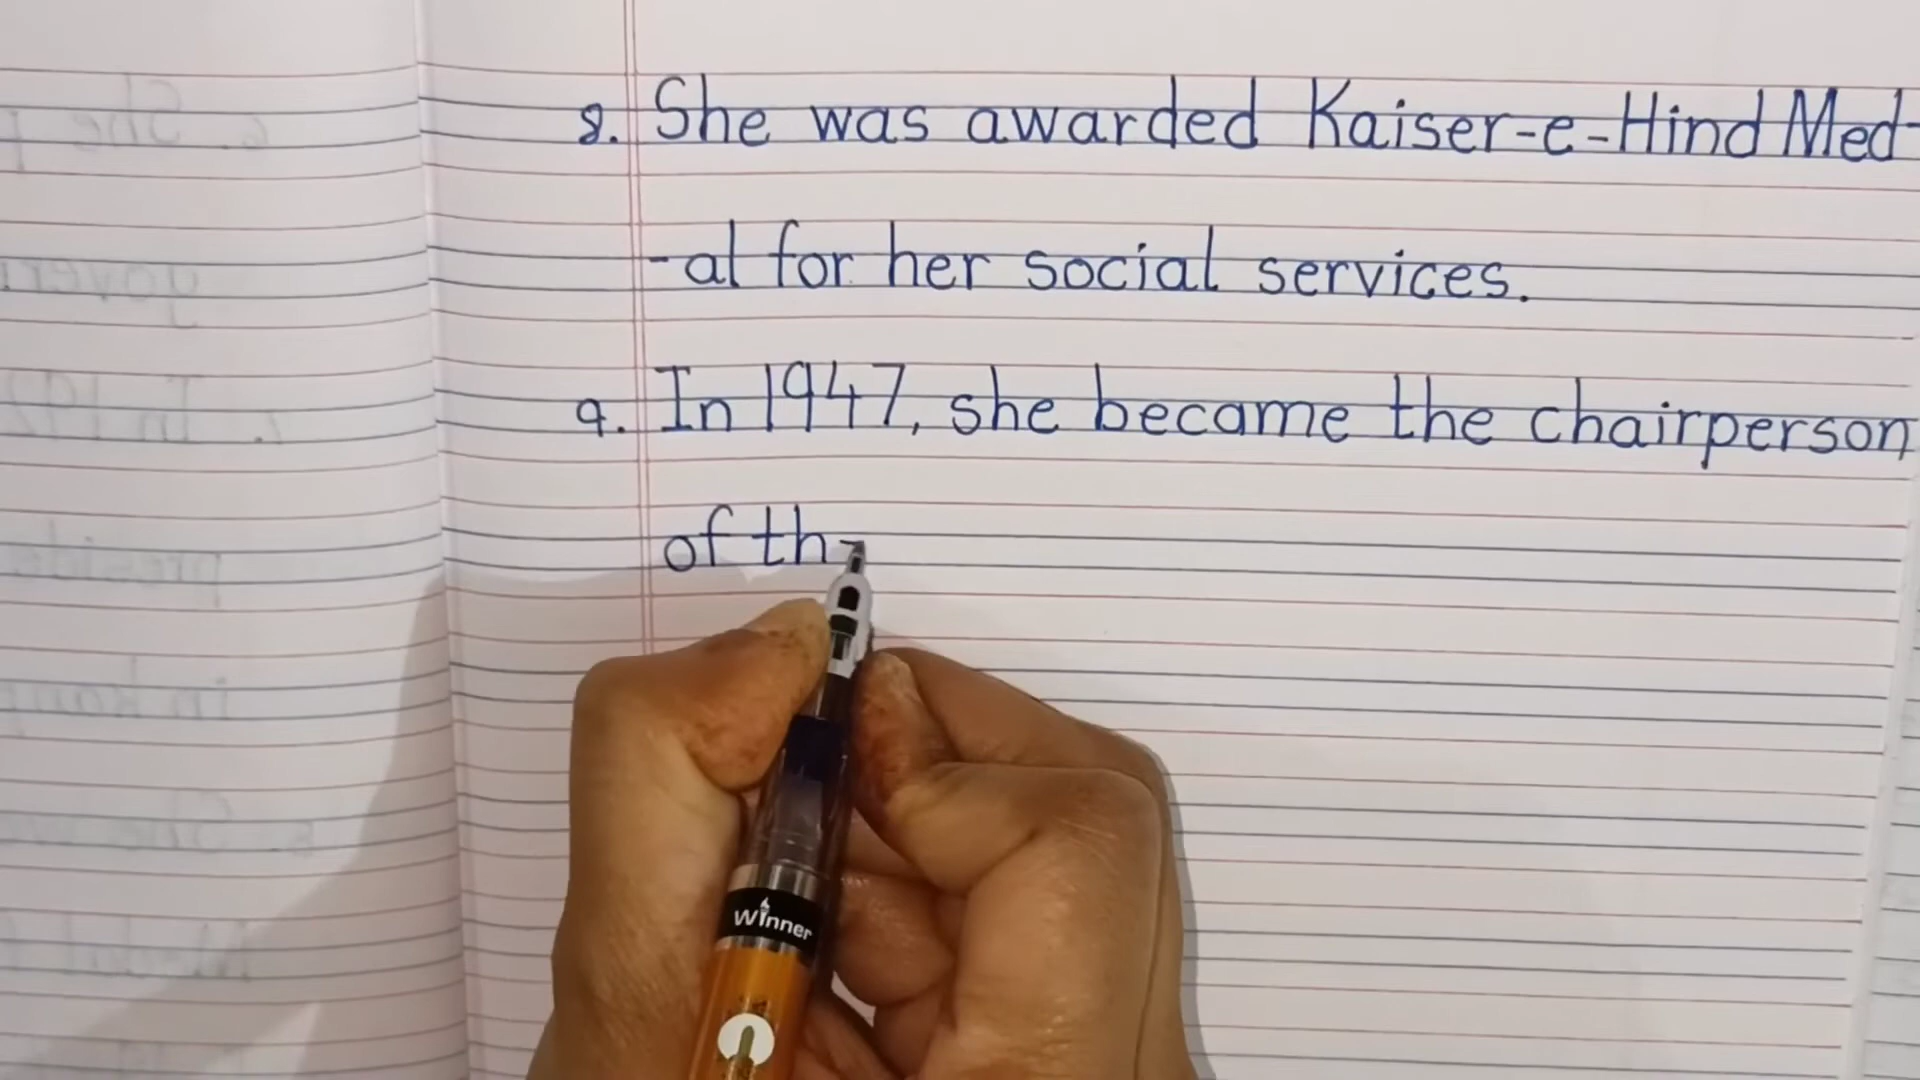 8. She was awarded Kaiser-e-Hind Med-
-al for her social services.
9. In 1947, she became the chairperson
of th
Winner